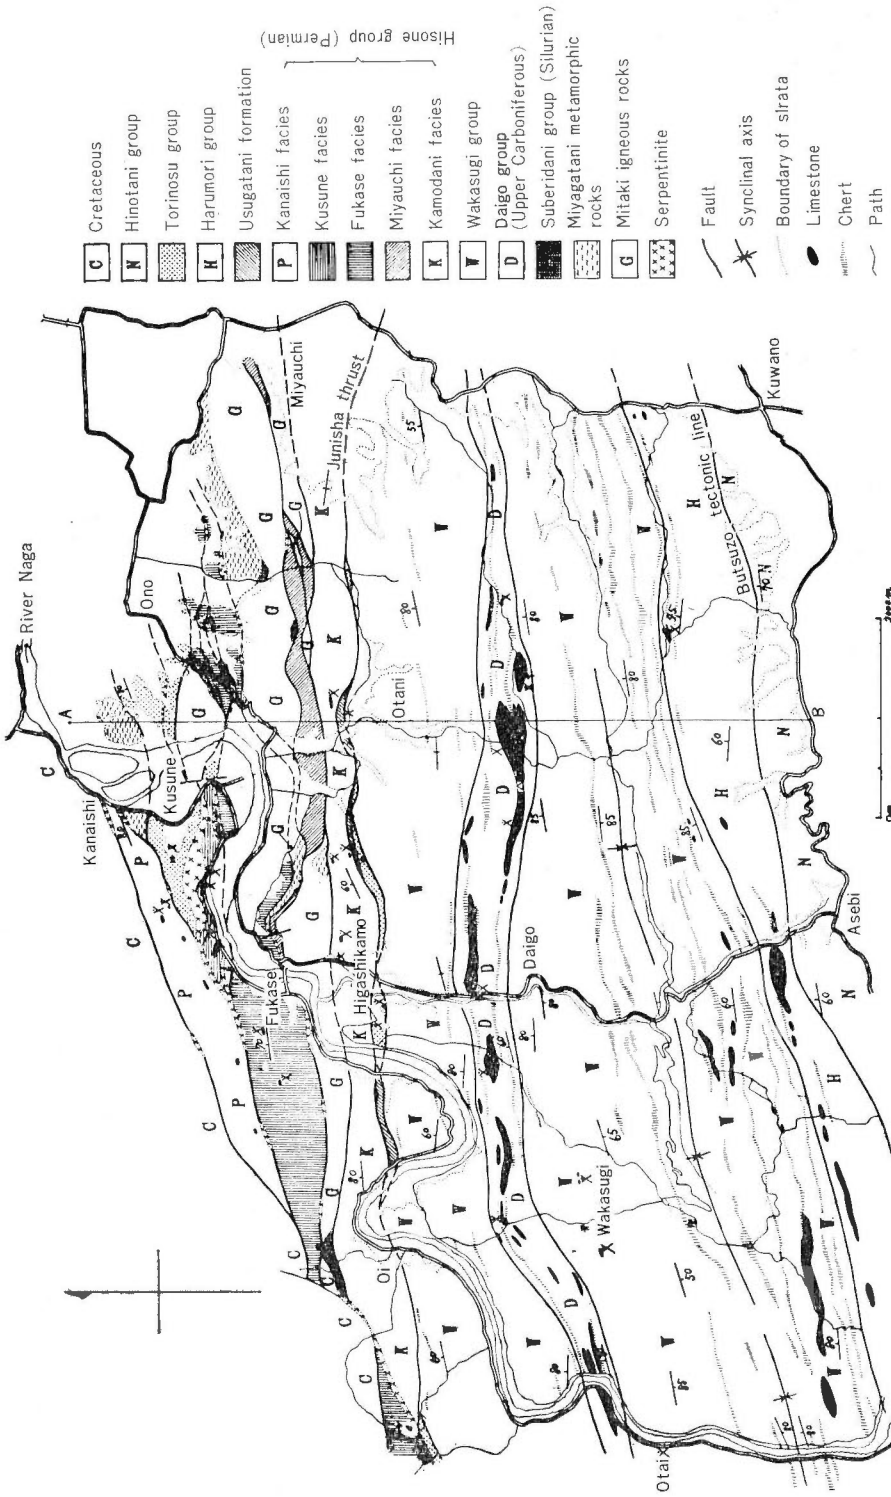 C Cretaceous
N Hinotani group
Torinosu group
H Harumori group
Usugatani formation
P Kanaishi facies
Kusune facies
Fukase facies
Miyauchi facies
K Kamodani facies
Hisone group (Permian)
W Wakasugi group
D Daigo group
(Upper Carboniferous)
Suberidani group (Silurian)
Miyagatani metamorphic
rocks
G Mitaki igneous rocks
Serpentinite
Fault
Synclinal axis
Boundary of slrata
Limestone
Chert
Path
River Naga
A
Ono
Kanaishi
Kusune
Miyauchi
Junisha thrust
Fukase
Higashikamo
Otani
Oi
Daigo
Wakasugi
Otai
Butsuzo tectonic line
Kuwano
Asebi
B